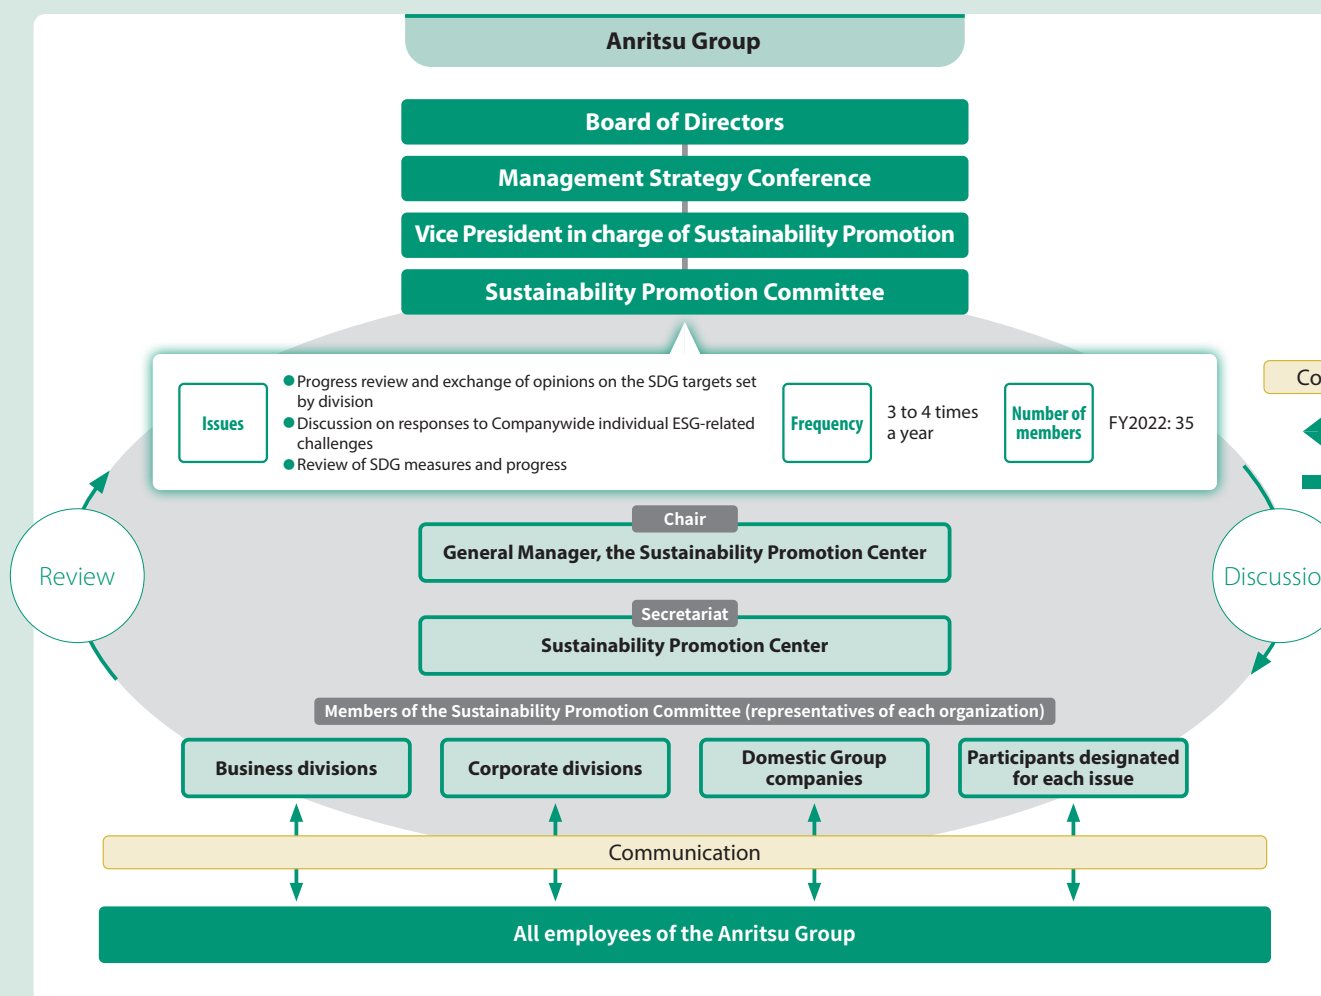 Anritsu Group
Board of Directors
Management Strategy Conference
Vice President in charge of Sustainability Promotion
Sustainability Promotion Committee
Issues
●Progress review and exchange of opinions on the SDG targets set
by division
●Discussion on responses to Companywide individual ESG-related
challenges
●Review of SDG measures and progress
Frequency
3 to 4 times
a year
Number of
members
FY2022: 35
Co
Review
Discussio
Chair
General Manager, the Sustainability Promotion Center
Secretariat
Sustainability Promotion Center
Members of the Sustainability Promotion Committee (representatives of each organization)
Business divisions
Corporate divisions
Domestic Group
companies
Participants designated
for each issue
Communication
All employees of the Anritsu Group